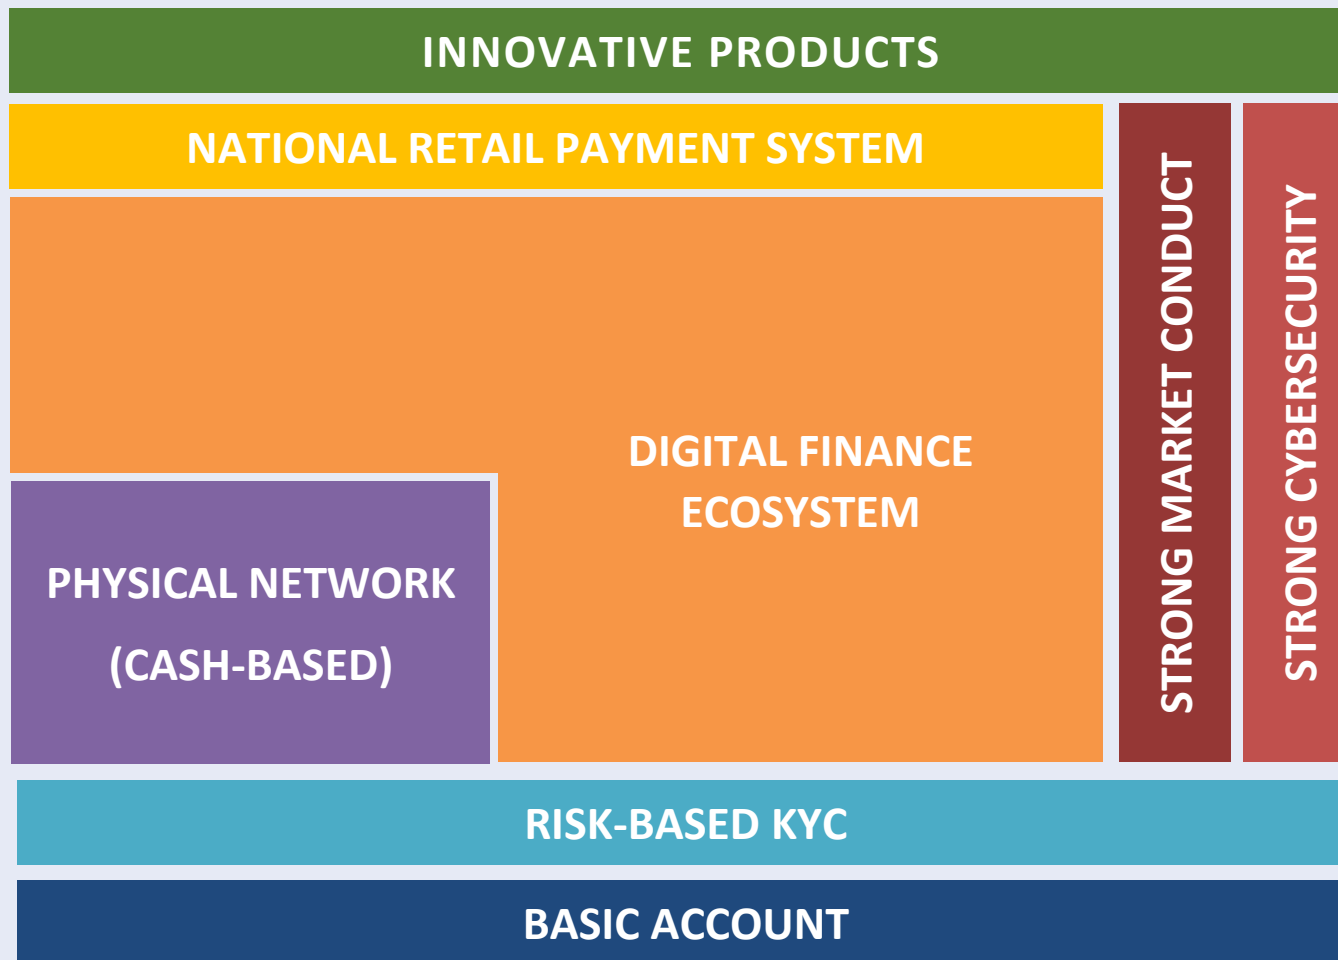 INNOVATIVE PRODUCTS
NATIONAL RETAIL PAYMENT SYSTEM
DIGITAL FINANCE
ECOSYSTEM
PHYSICAL NETWORK
(CASH-BASED)
STRONG MARKET CONDUCT
STRONG CYBERSECURITY
RISK-BASED KYC
BASIC ACCOUNT